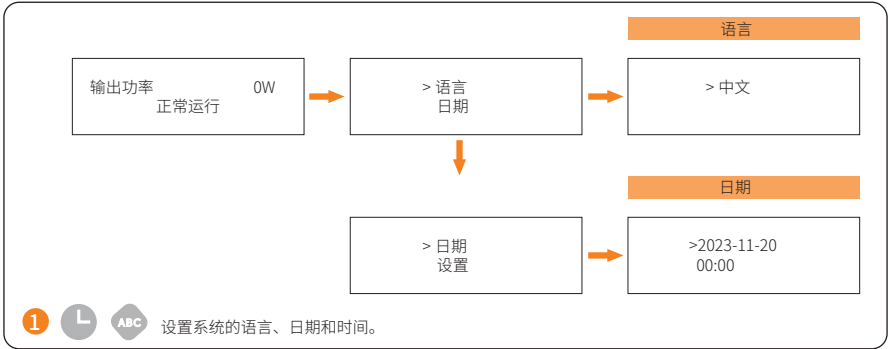 语言
输出功率 0W
正常运行
> 语言
日期
> 中文
日期
> 日期
设置
>2023-11-20
00:00
1 ABC 设置系统的语言、日期和时间。